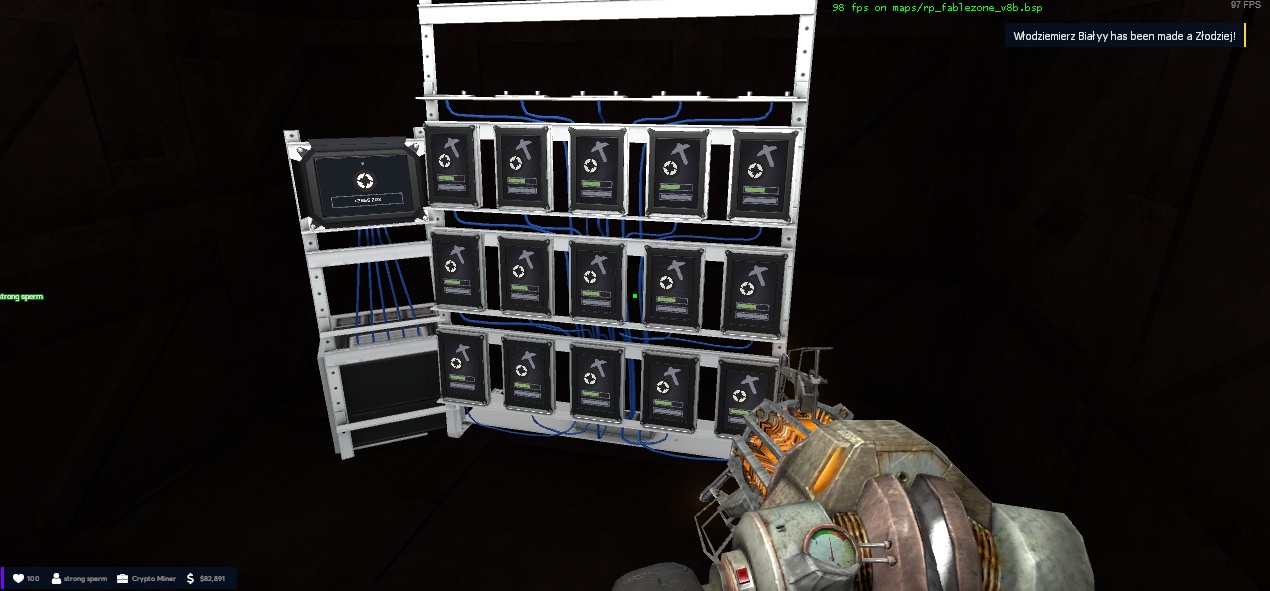 98 fps on maps/rp_fablezone_v8b.bsp
97 FPS
Włodziemierz Białyy has been made a Złodziej!
strong sperm
100
strong sperm
Crypto Miner
$82,891